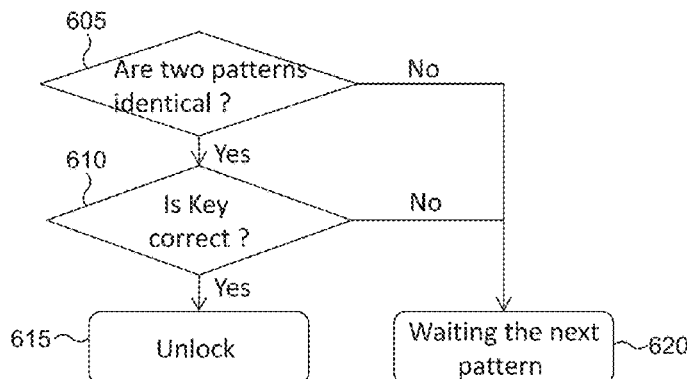 605
Are two patterns
identical ?
No
Yes
610
Is Key
correct ?
No
Yes
615
Unlock
Waiting the next
pattern
620